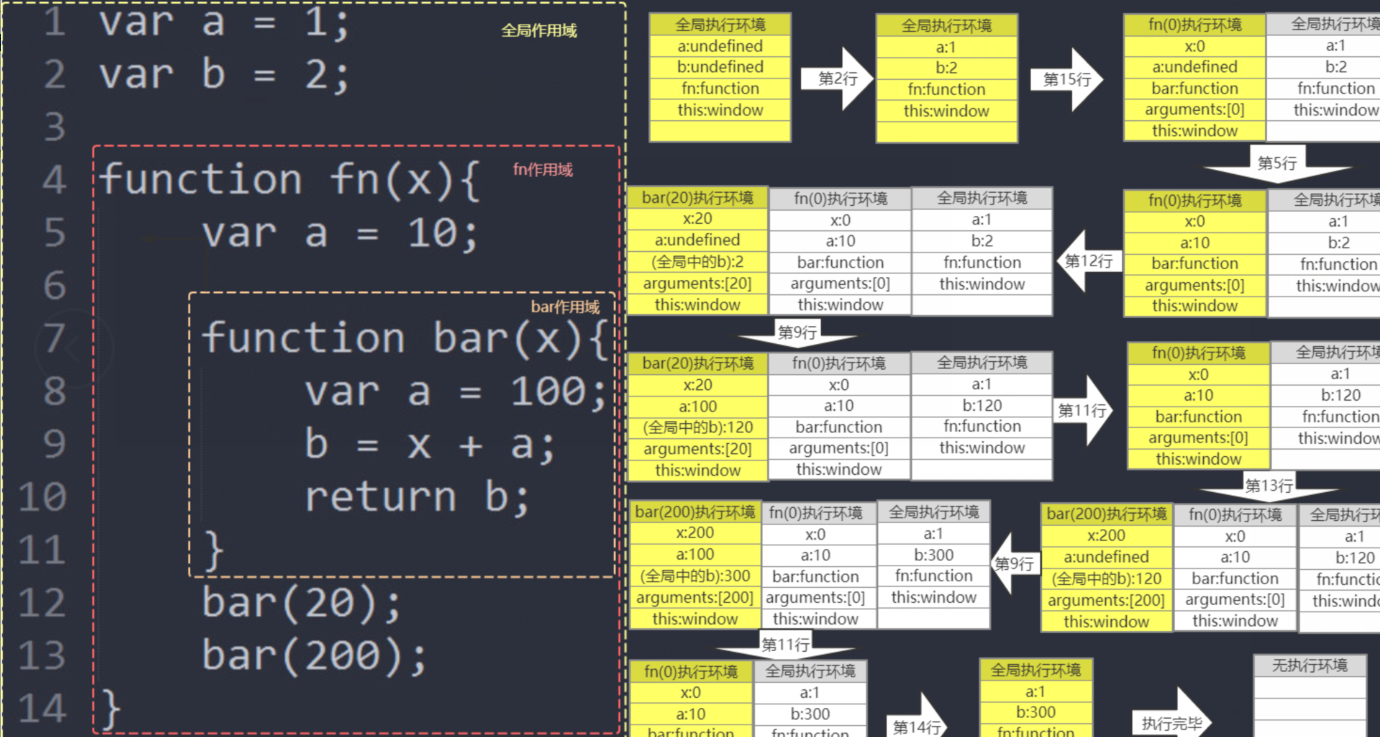 1 var a = 1;
全局作用域
2 var b = 2;
3
4 function fn(x){
fn作用域
5 var a = 10;
6
bar作用域
7 function bar(x){
8 var a = 100;
9 b = x + a;
10 return b;
11 }
12 bar(20);
13 bar(200);
14 }
全局执行环境
a:undefined
b:undefined
fn:function
this:window
第2行
全局执行环境
a:1
b:2
fn:function
this:window
第15行
fn(0)执行环境
x:0
a:undefined
bar:function
arguments:[0]
this:window
全局执行环境
a:1
b:2
fn:function
this:window
第5行
fn(0)执行环境
x:0
a:10
bar:function
arguments:[0]
this:window
全局执行环境
a:1
b:2
fn:function
this:window
第12行
bar(20)执行环境
x:20
a:undefined
(全局中的b):2
arguments:[20]
this:window
fn(0)执行环境
x:0
a:10
bar:function
arguments:[0]
this:window
全局执行环境
a:1
b:2
fn:function
this:window
第9行
bar(20)执行环境
x:20
a:100
(全局中的b):120
arguments:[20]
this:window
fn(0)执行环境
x:0
a:10
bar:function
arguments:[0]
this:window
全局执行环境
a:1
b:120
fn:function
this:window
第11行
fn(0)执行环境
x:0
a:10
bar:function
arguments:[0]
this:window
全局执行环境
a:1
b:120
fn:function
this:window
第13行
bar(200)执行环境
x:200
a:undefined
(全局中的b):120
arguments:[200]
this:window
fn(0)执行环境
x:0
a:10
bar:function
arguments:[0]
this:window
全局执行环
a:1
b:120
fn:functio
this:windo
第9行
bar(200)执行环境
x:200
a:100
(全局中的b):300
arguments:[200]
this:window
fn(0)执行环境
x:0
a:10
bar:function
arguments:[0]
this:window
全局执行环境
a:1
b:300
fn:function
this:window
第11行
fn(0)执行环境
x:0
a:10
bar:function
全局执行环境
a:1
b:300
fn:function
第14行
全局执行环境
a:1
b:300
fn:function
执行完毕
无执行环境